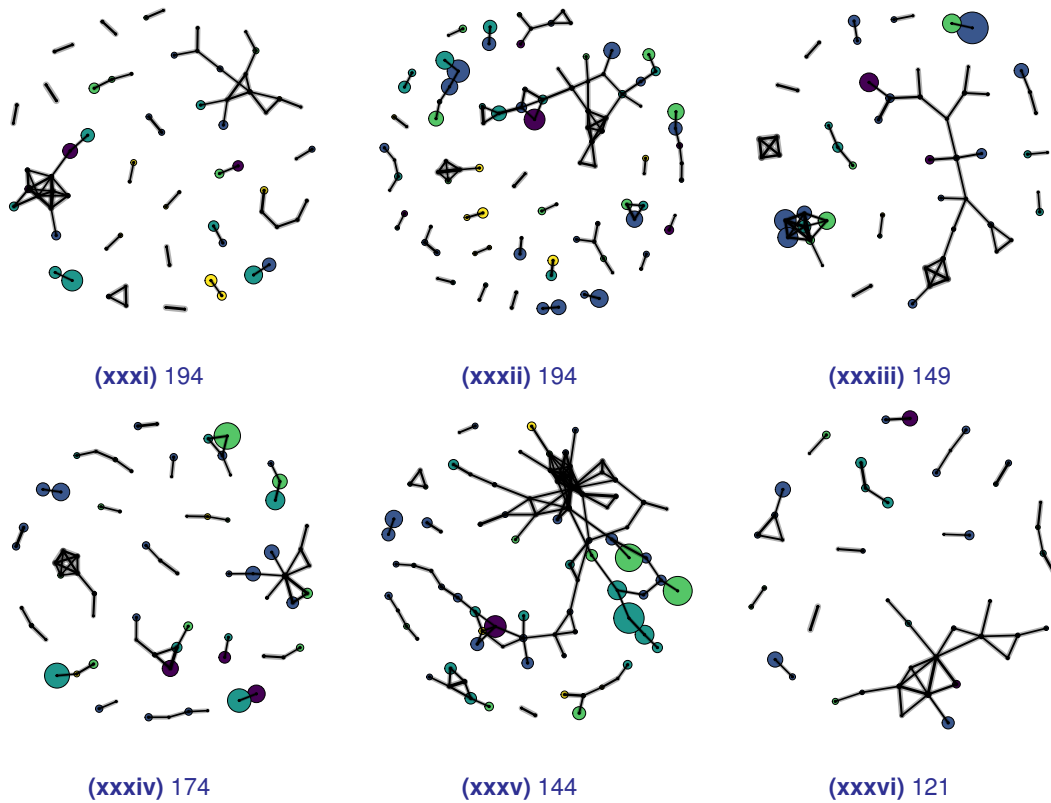 (xxxi) 194
(xxxii) 194
(xxxiii) 149
(xxxiv) 174
(xxxv) 144
(xxxvi) 121